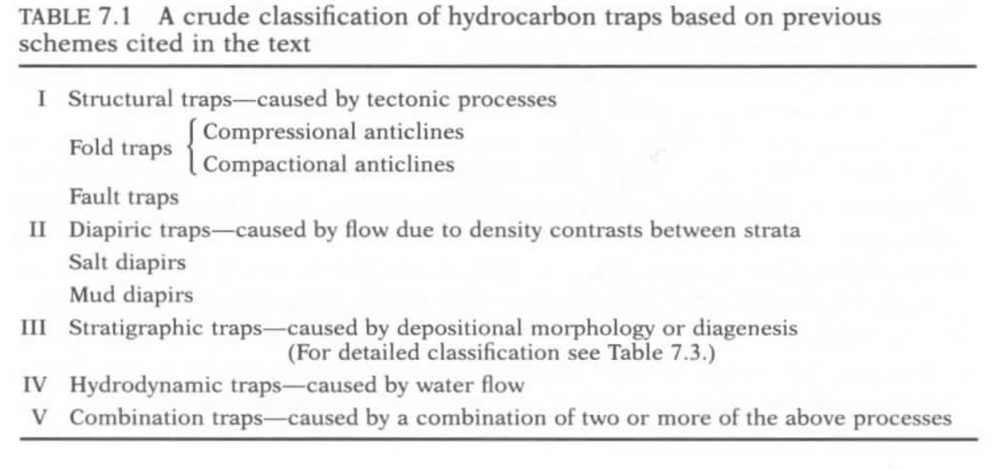 TABLE 7.1 A crude classification of hydrocarbon traps based on previous
schemes cited in the text
I Structural traps—caused by tectonic processes
Fold traps { Compressional anticlines
Compactional anticlines
Fault traps
II Diapiric traps—caused by flow due to density contrasts between strata
Salt diapirs
Mud diapirs
III Stratigraphic traps—caused by depositional morphology or diagenesis
(For detailed classification see Table 7.3.)
IV Hydrodynamic traps—caused by water flow
V Combination traps—caused by a combination of two or more of the above processes